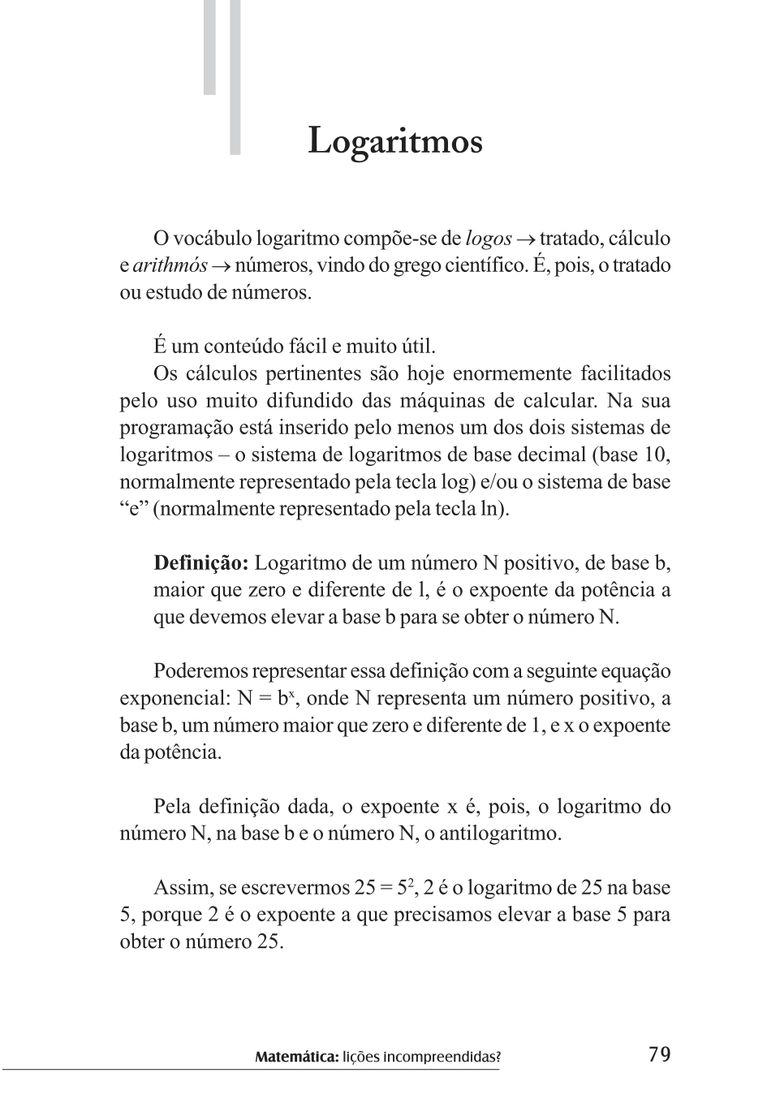 Logaritmos
O vocábulo logaritmo compõe-se de logos → tratado, cálculo
e arithmós → números, vindo do grego científico. É, pois, o tratado
ou estudo de números.
É um conteúdo fácil e muito útil.
Os cálculos pertinentes são hoje enormemente facilitados
pelo uso muito difundido das máquinas de calcular. Na sua
programação está inserido pelo menos um dos dois sistemas de
logaritmos – o sistema de logaritmos de base decimal (base 10,
normalmente representado pela tecla log) e/ou o sistema de base
“e” (normalmente representado pela tecla ln).
Definição: Logaritmo de um número N positivo, de base b,
maior que zero e diferente de l, é o expoente da potência a
que devemos elevar a base b para se obter o número N.
Poderemos representar essa definição com a seguinte equação
exponencial: N = bˣ, onde N representa um número positivo, a
base b, um número maior que zero e diferente de 1, e x o expoente
da potência.
Pela definição dada, o expoente x é, pois, o logaritmo do
número N, na base b e o número N, o antilogaritmo.
Assim, se escrevermos 25 = 5², 2 é o logaritmo de 25 na base
5, porque 2 é o expoente a que precisamos elevar a base 5 para
obter o número 25.
Matemática: lições incompreendidas? 79